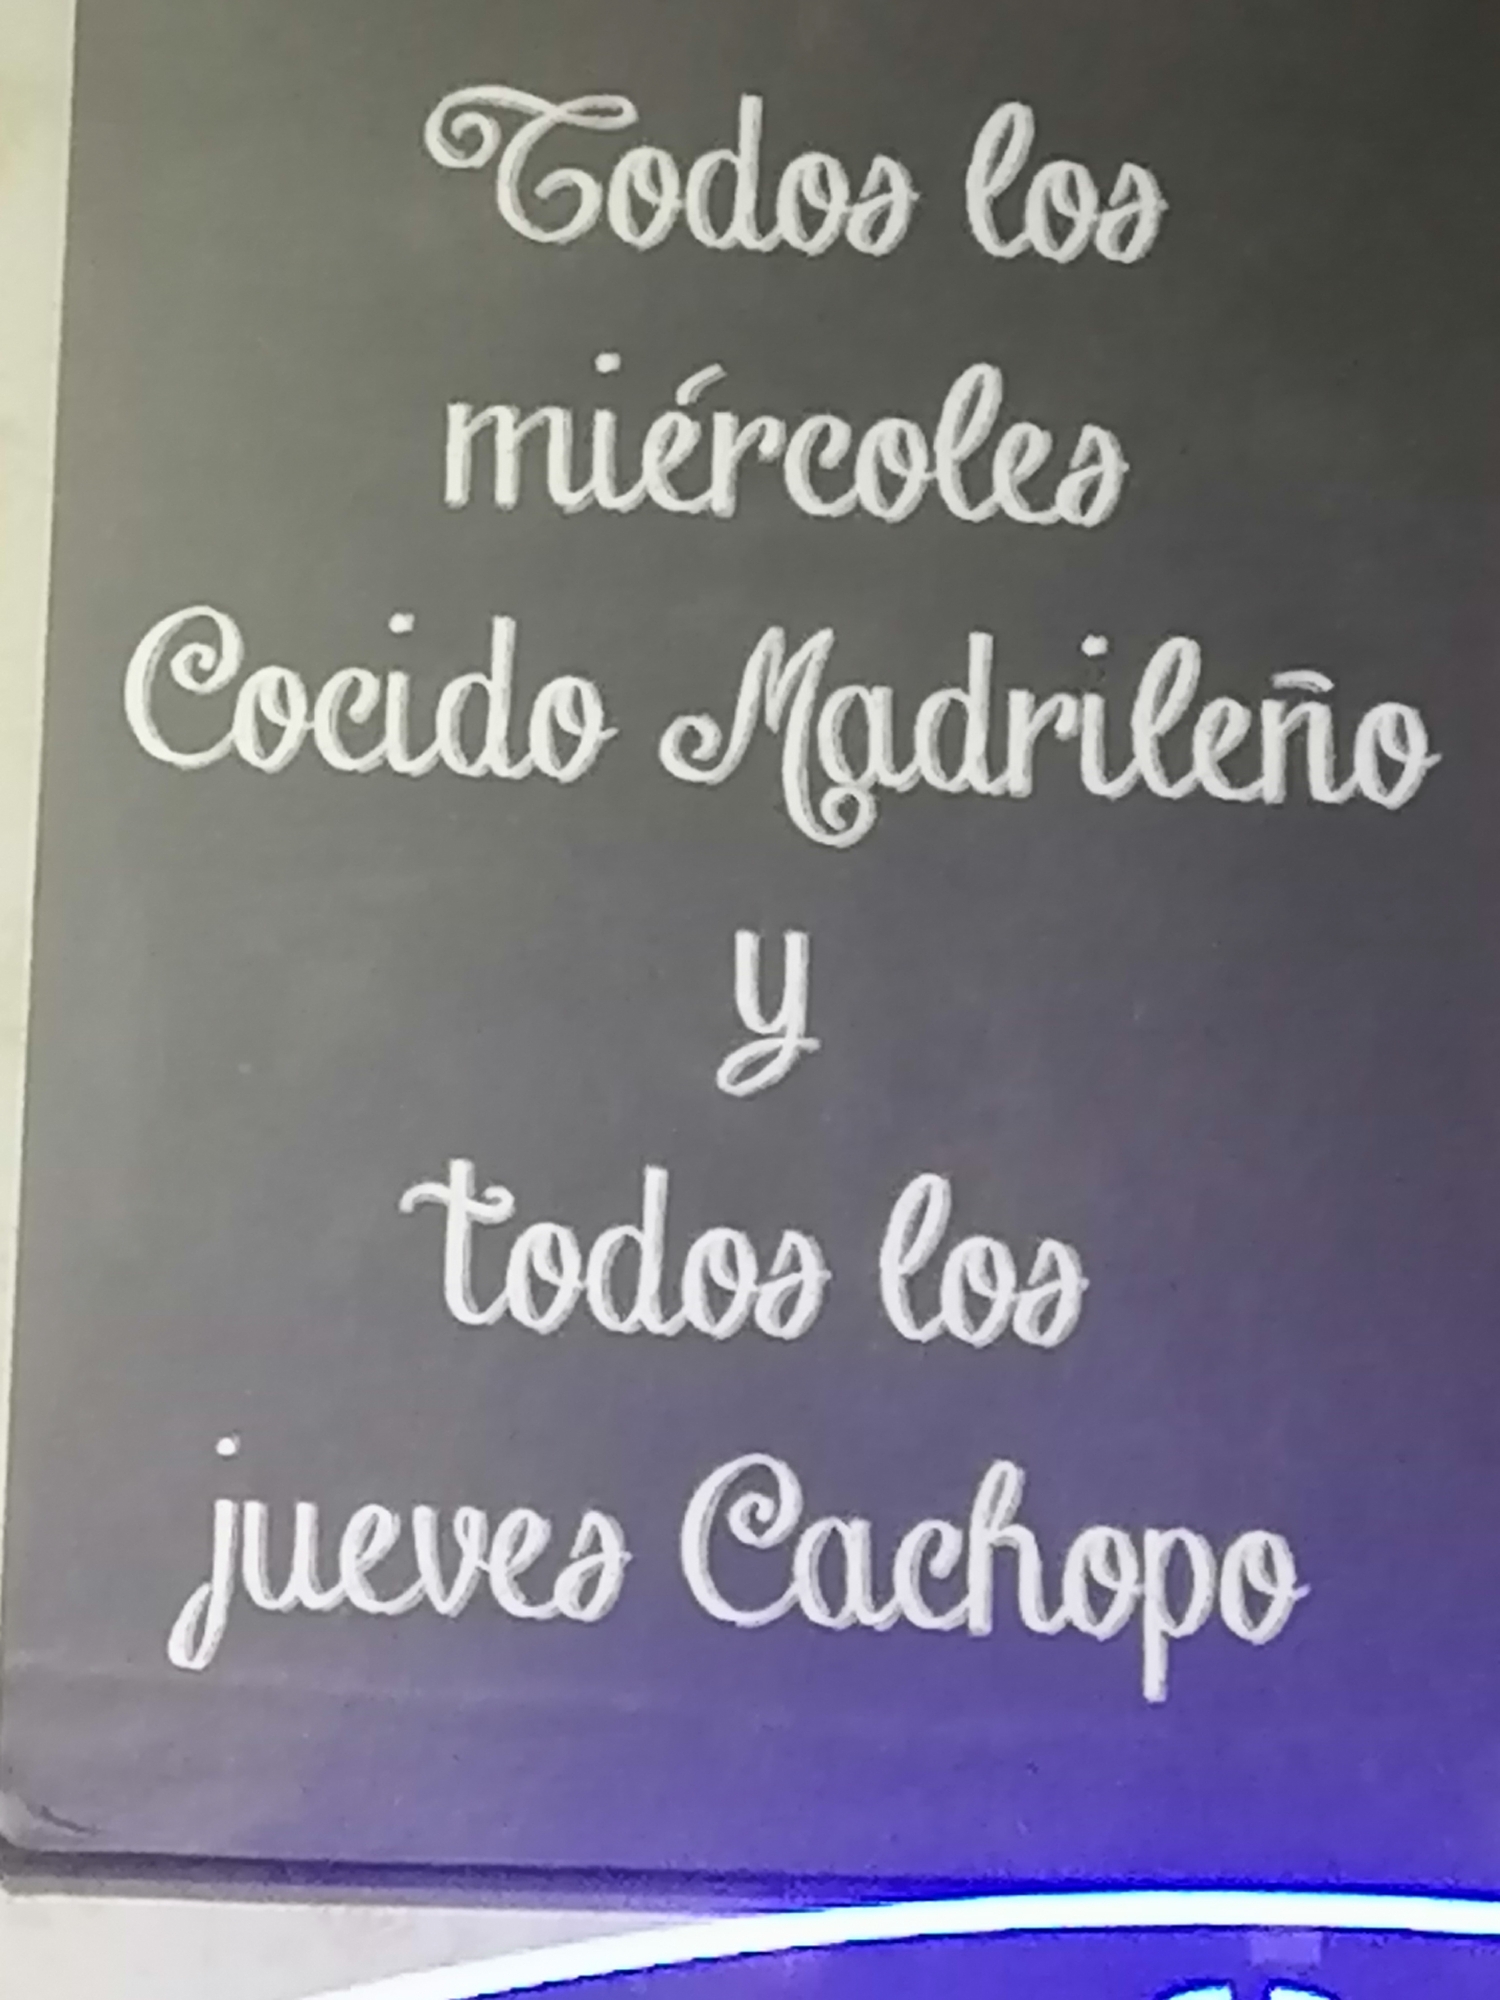 Todos los
miércoles
Cocido Madrileño
y
todos los
jueves Cachopo